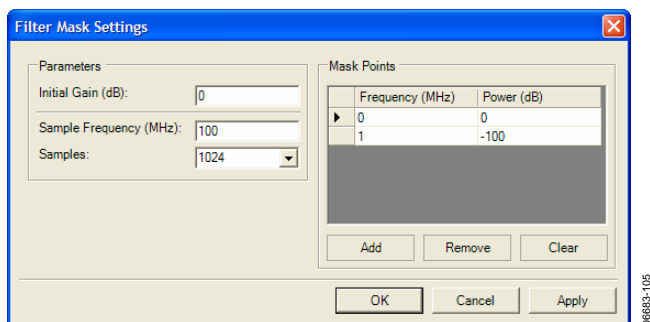 Filter Mask Settings
Parameters
Initial Gain (dB): 0
Sample Frequency (MHz): 100
Samples: 1024
Mask Points
Frequency (MHz) Power (dB)
0 0
1 -100
Add Remove Clear
OK Cancel Apply
06683-105